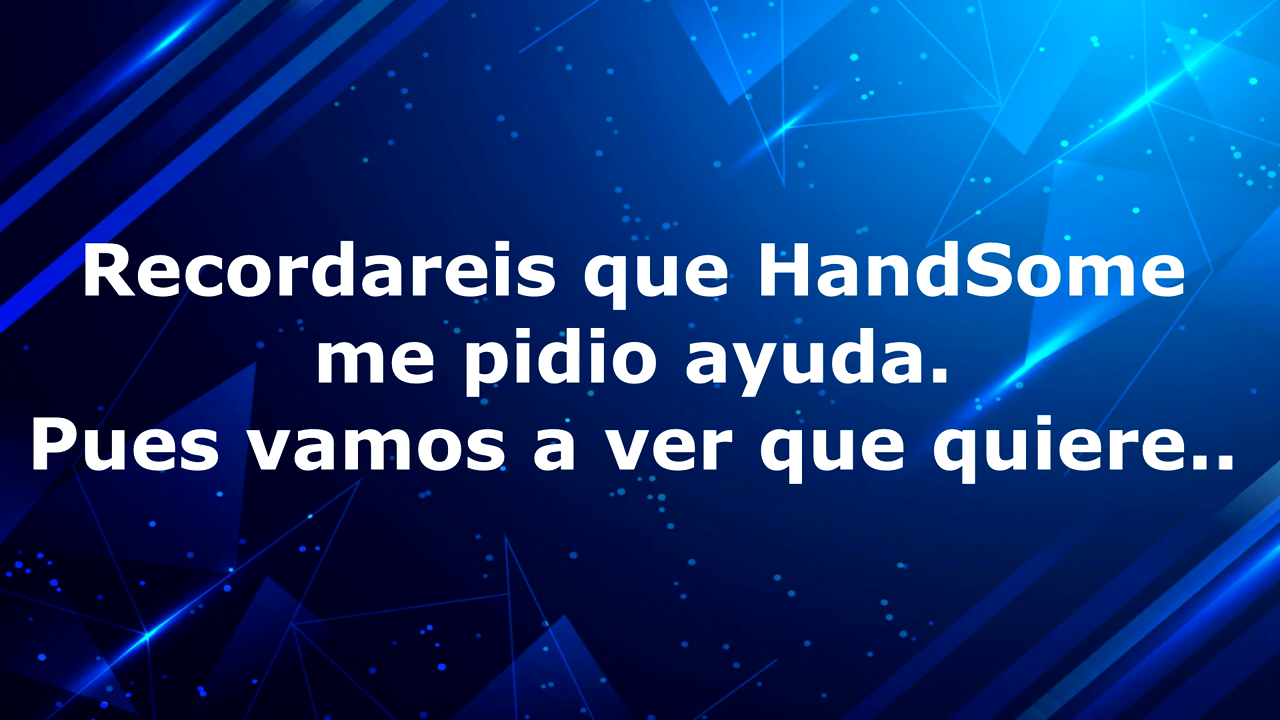 Recordareis que HandSome
me pidio ayuda.
Pues vamos a ver que quiere..